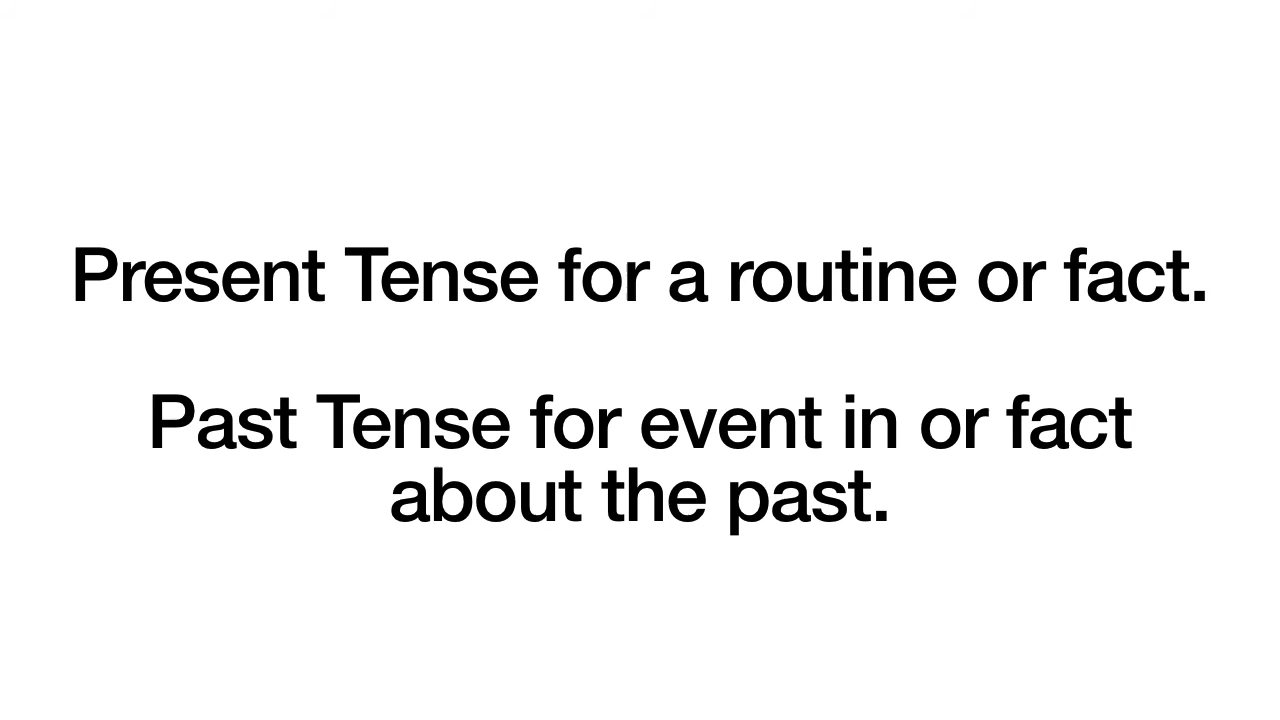 Present Tense for a routine or fact.
Past Tense for event in or fact
about the past.